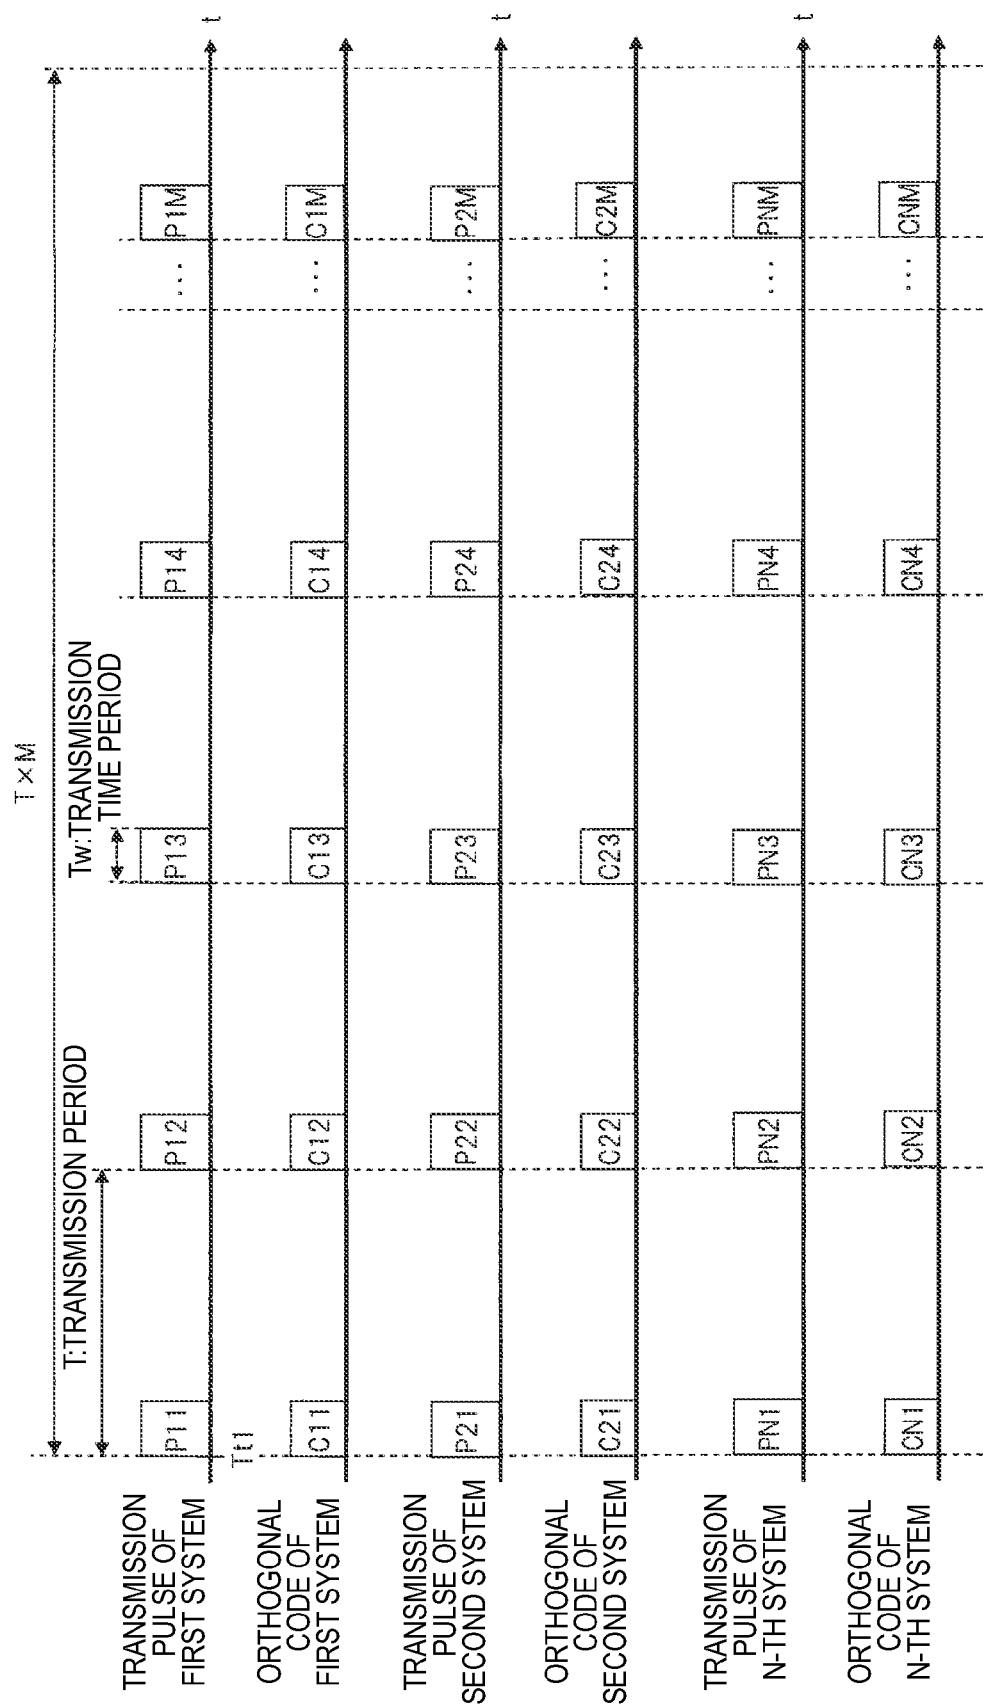 T×M
T:TRANSMISSION PERIOD
Tw:TRANSMISSION
TIME PERIOD
TRANSMISSION
PULSE OF
FIRST SYSTEM
P11
P12
P13
P14
...
P1M
t
Tt1
ORTHOGONAL
CODE OF
FIRST SYSTEM
C11
C12
C13
C14
...
C1M
TRANSMISSION
PULSE OF
SECOND SYSTEM
P21
P22
P23
P24
...
P2M
t
ORTHOGONAL
CODE OF
SECOND SYSTEM
C21
C22
C23
C24
...
C2M
TRANSMISSION
PULSE OF
N-TH SYSTEM
PN1
PN2
PN3
PN4
...
PNM
t
ORTHOGONAL
CODE OF
N-TH SYSTEM
CN1
CN2
CN3
CN4
...
CNM